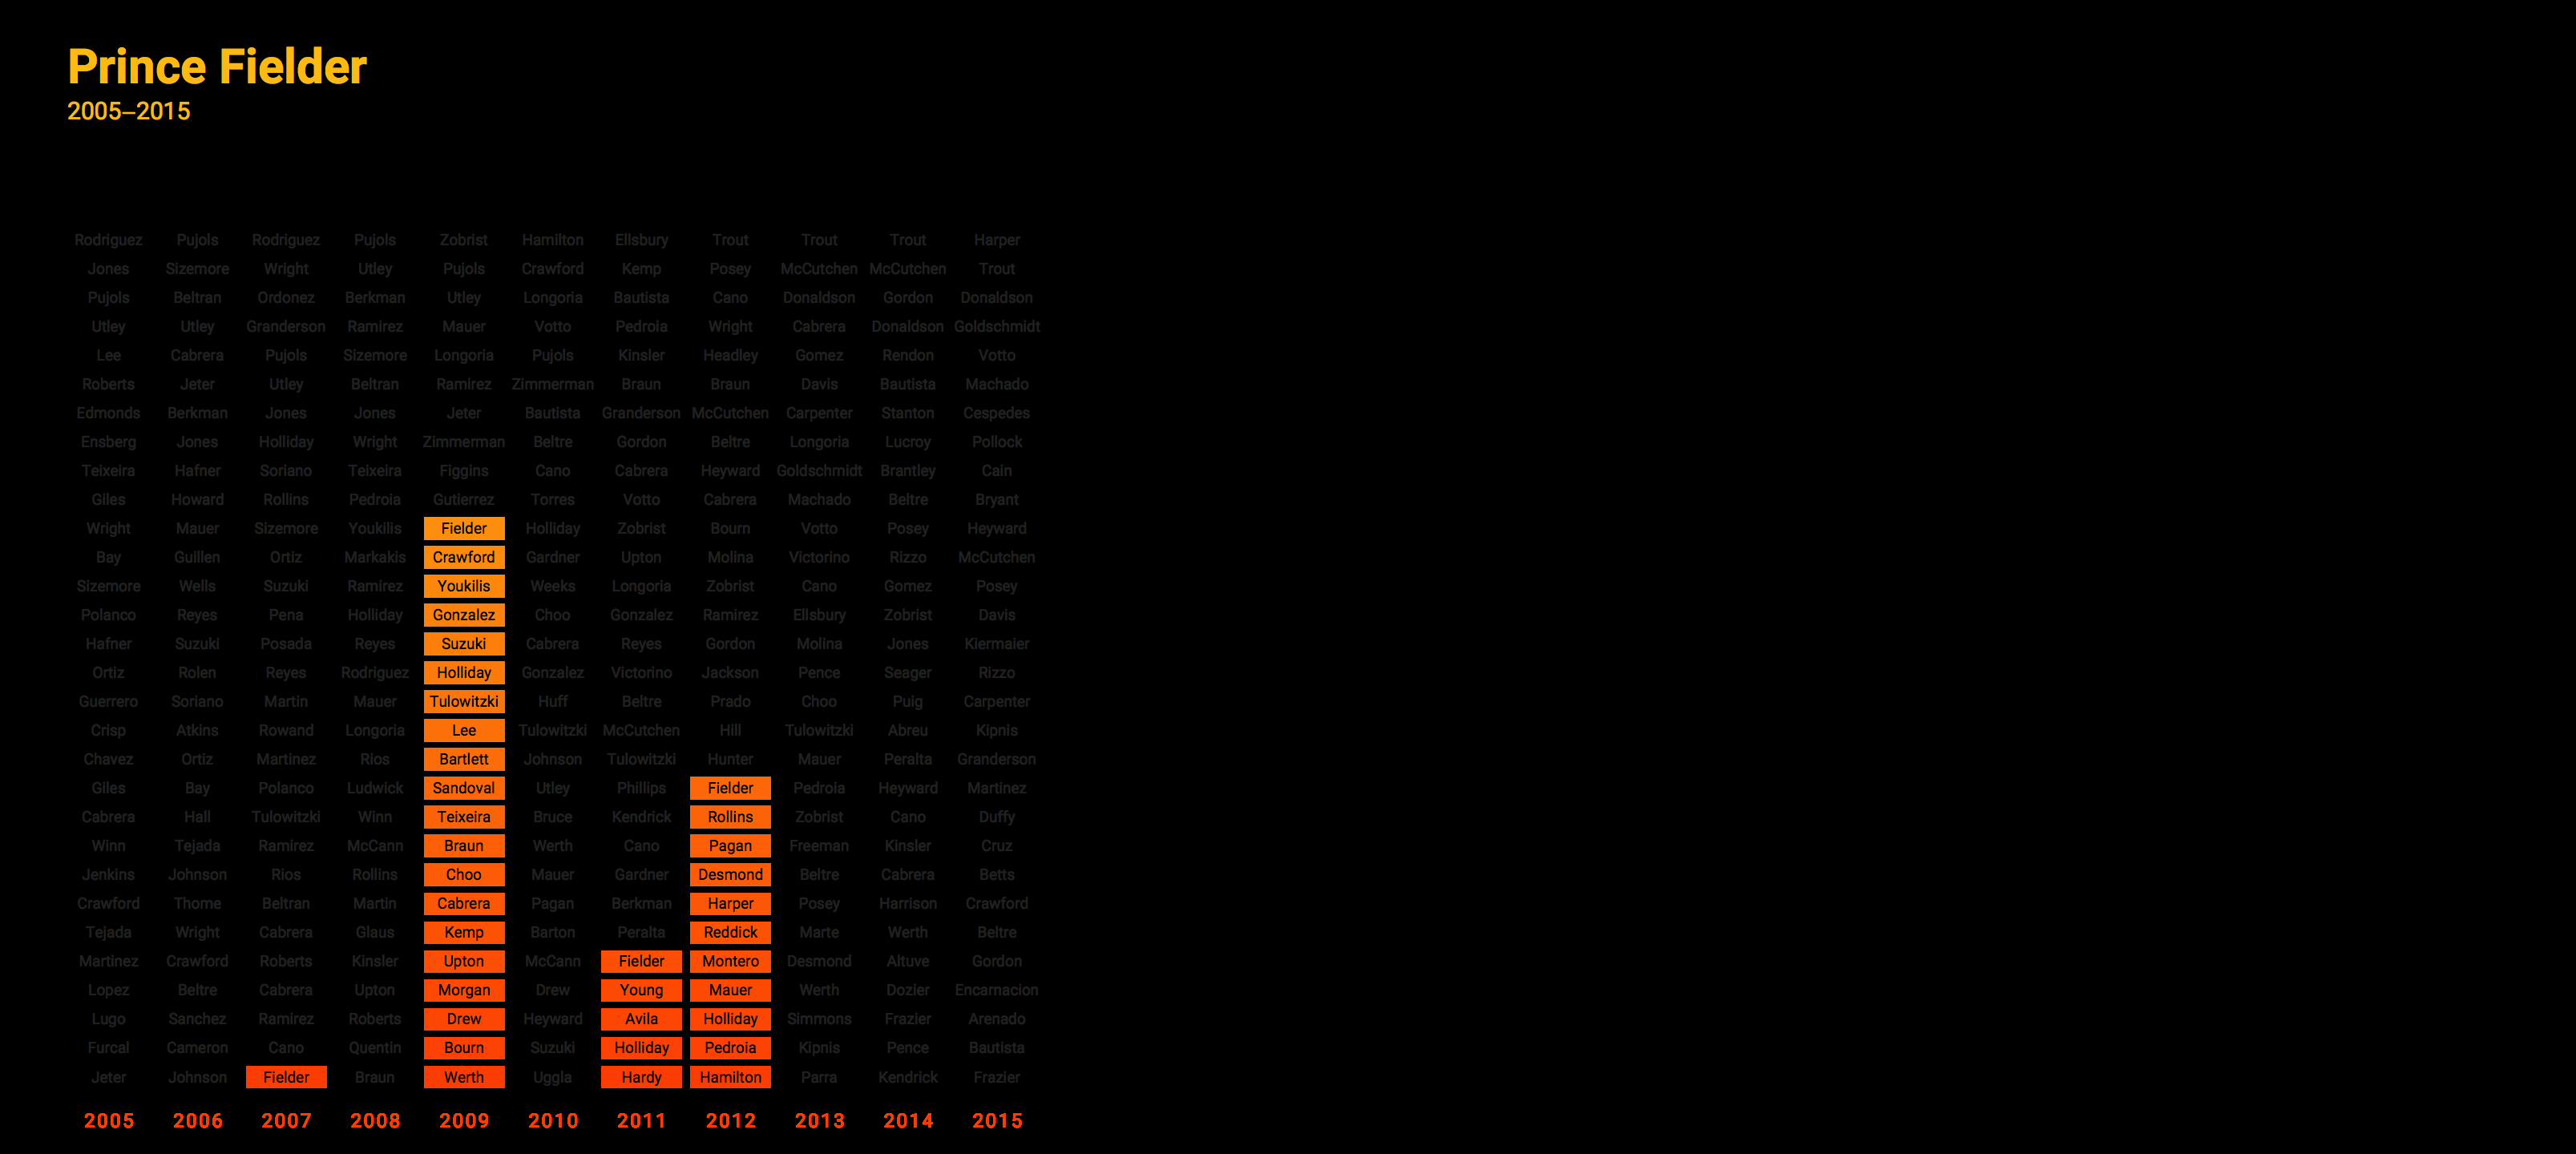 Prince Fielder
2005–2015
Rodriguez Pujols Rodriguez Pujols Zobrist Hamilton Ellsbury Trout Trout Trout Harper
Jones Sizemore Wright Utley Pujols Crawford Kemp Posey McCutchen McCutchen Trout
Pujols Beltran Ordonez Berkman Utley Longoria Bautista Cano Donaldson Gordon Donaldson
Utley Utley Granderson Ramirez Mauer Votto Pedroia Wright Cabrera Donaldson Goldschmidt
Lee Cabrera Pujols Sizemore Longoria Pujols Kinsler Headley Gomez Rendon Votto
Roberts Jeter Utley Beltran Ramirez Zimmerman Braun Braun Davis Bautista Machado
Edmonds Berkman Jones Jones Jeter Bautista Granderson McCutchen Carpenter Stanton Cespedes
Ensberg Jones Holliday Wright Zimmerman Beltre Gordon Beltre Longoria Lucroy Pollock
Teixeira Hafner Soriano Teixeira Figgins Cano Cabrera Heyward Goldschmidt Brantley Cain
Giles Howard Rollins Pedroia Gutierrez Torres Votto Cabrera Machado Beltre Bryant
Wright Mauer Sizemore Youkilis Fielder Holliday Zobrist Bourn Votto Posey Heyward
Bay Guillen Ortiz Markakis Crawford Gardner Upton Molina Victorino Rizzo McCutchen
Sizemore Wells Suzuki Ramirez Youkilis Weeks Longoria Zobrist Cano Gomez Posey
Polanco Reyes Pena Holliday Gonzalez Choo Gonzalez Ramirez Ellsbury Zobrist Davis
Hafner Suzuki Posada Reyes Suzuki Cabrera Reyes Gordon Molina Jones Kiermaier
Ortiz Rolen Reyes Rodriguez Holliday Gonzalez Victorino Jackson Pence Seager Rizzo
Guerrero Soriano Martin Mauer Tulowitzki Huff Beltre Prado Choo Puig Carpenter
Crisp Atkins Rowand Longoria Lee Tulowitzki McCutchen Hill Tulowitzki Abreu Kipnis
Chavez Ortiz Martinez Rios Bartlett Johnson Tulowitzki Hunter Mauer Peralta Granderson
Giles Bay Polanco Ludwick Sandoval Utley Phillips Fielder Pedroia Heyward Martinez
Cabrera Hall Tulowitzki Winn Teixeira Bruce Kendrick Rollins Zobrist Cano Duffy
Winn Tejada Ramirez McCann Braun Werth Cano Pagan Freeman Kinsler Cruz
Jenkins Johnson Rios Rollins Choo Mauer Gardner Desmond Beltre Cabrera Betts
Crawford Thome Beltran Martin Cabrera Pagan Berkman Harper Posey Harrison Crawford
Tejada Wright Cabrera Glaus Kemp Barton Peralta Reddick Marte Werth Beltre
Martinez Crawford Roberts Kinsler Upton McCann Fielder Montero Desmond Altuve Gordon
Lopez Beltre Cabrera Upton Morgan Drew Young Mauer Werth Dozier Encarnacion
Lugo Sanchez Ramirez Roberts Drew Heyward Avila Holliday Simmons Frazier Arenado
Furcal Cameron Cano Quentin Bourn Suzuki Holliday Pedroia Kipnis Pence Bautista
Jeter Johnson Fielder Braun Werth Uggla Hardy Hamilton Parra Kendrick Frazier
2005 2006 2007 2008 2009 2010 2011 2012 2013 2014 2015